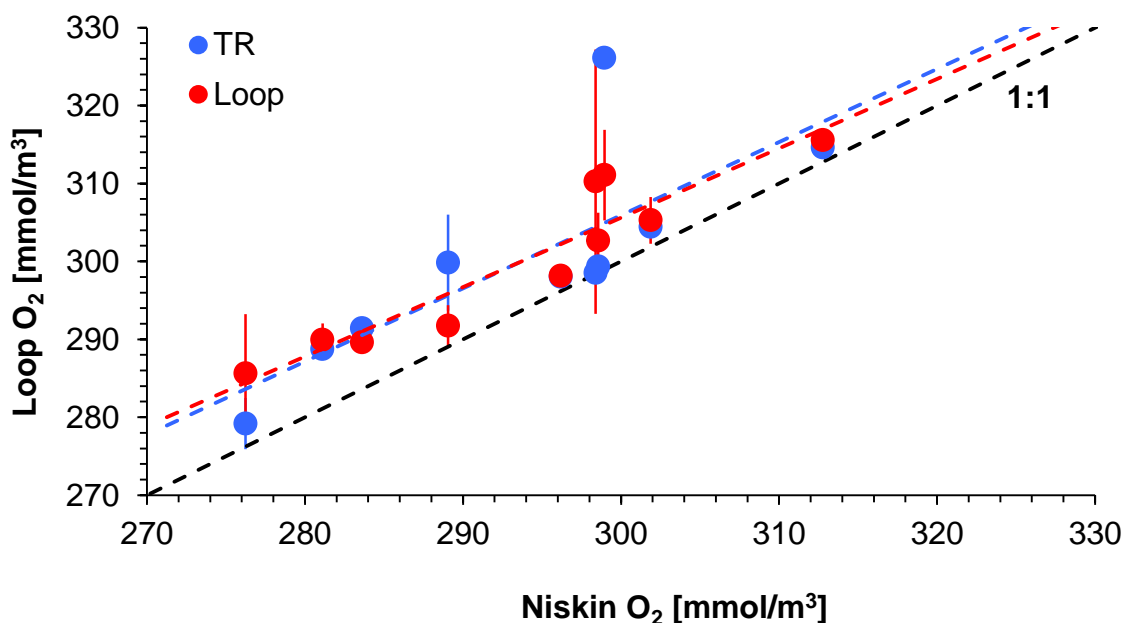 330
TR
Loop
1:1
320
310
300
290
280
270
Loop O₂ [mmol/m³]
270 280 290 300 310 320 330
Niskin O₂ [mmol/m³]